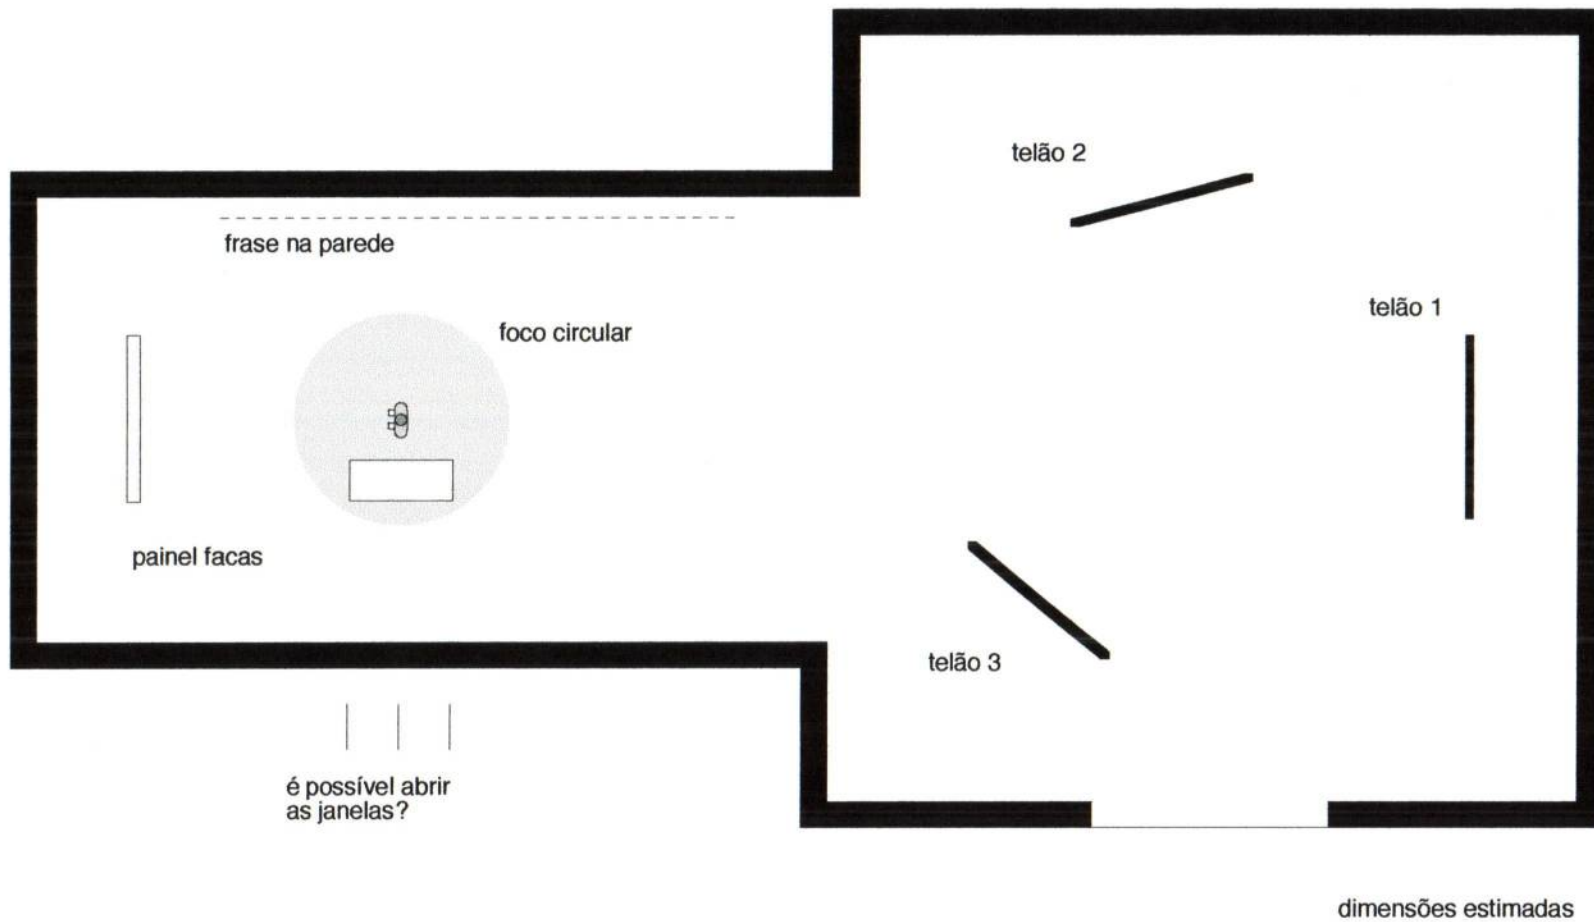 telão 2
frase na parede
telão 1
foco circular
painel facas
telão 3
é possível abrir
as janelas?
dimensões estimadas